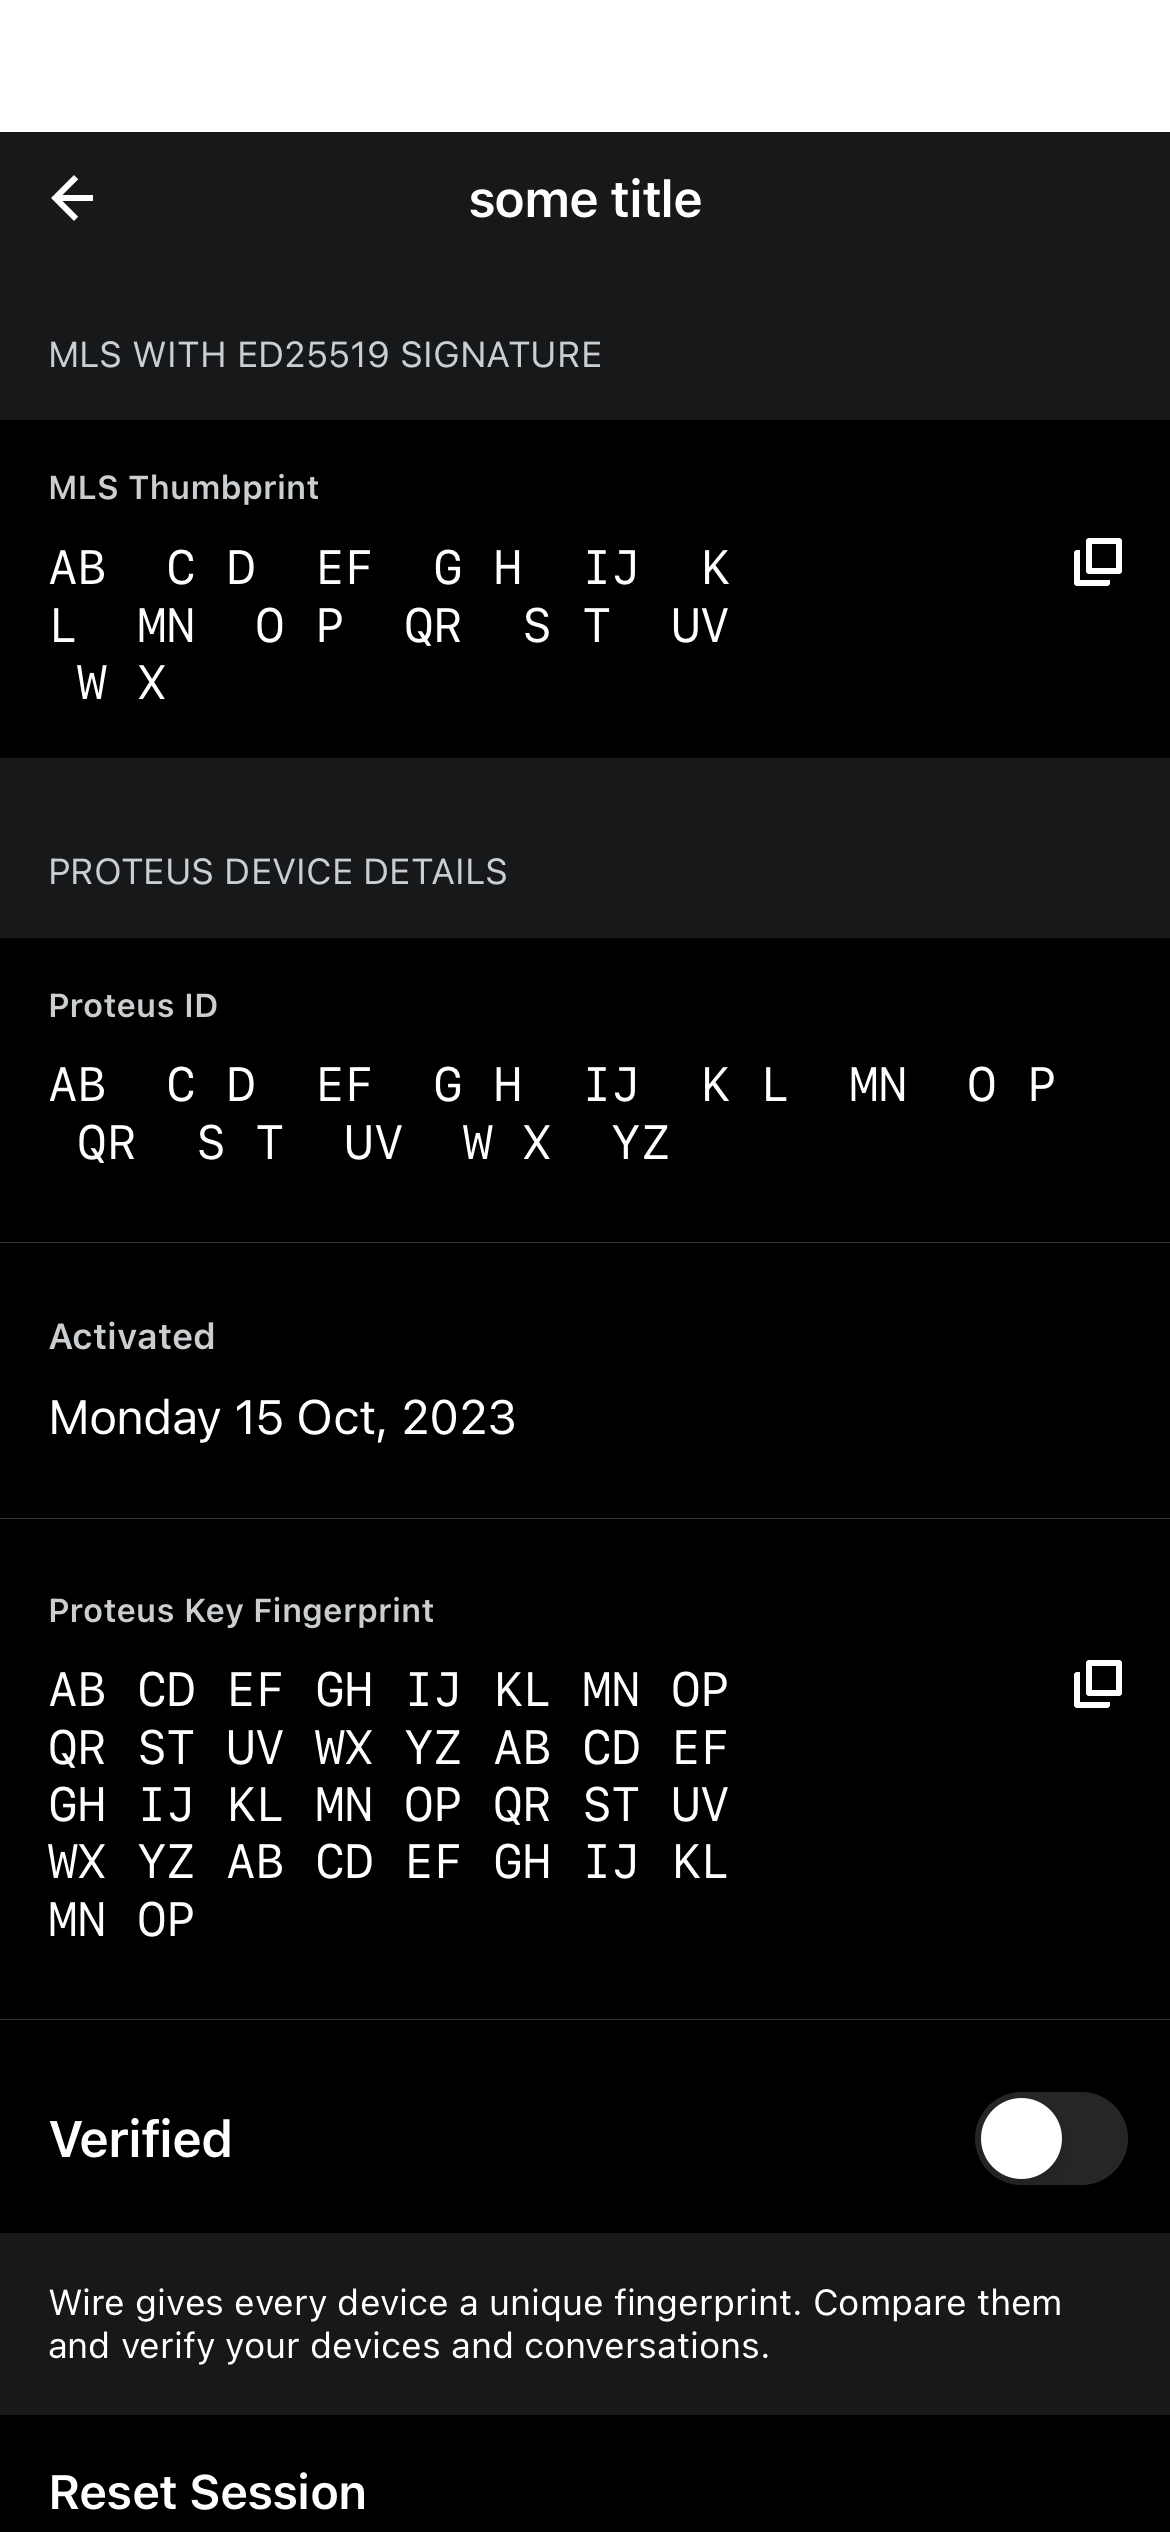 some title
MLS WITH ED25519 SIGNATURE
MLS Thumbprint
AB  C D  EF  G H  IJ  K
L  MN  O P  QR  S T  UV
 W X
PROTEUS DEVICE DETAILS
Proteus ID
AB  C D  EF  G H  IJ  K L  MN  O P
 QR  S T  UV  W X  YZ
Activated
Monday 15 Oct, 2023
Proteus Key Fingerprint
AB CD EF GH IJ KL MN OP
QR ST UV WX YZ AB CD EF
GH IJ KL MN OP QR ST UV
WX YZ AB CD EF GH IJ KL
MN OP
Verified
Wire gives every device a unique fingerprint. Compare them
and verify your devices and conversations.
Reset Session